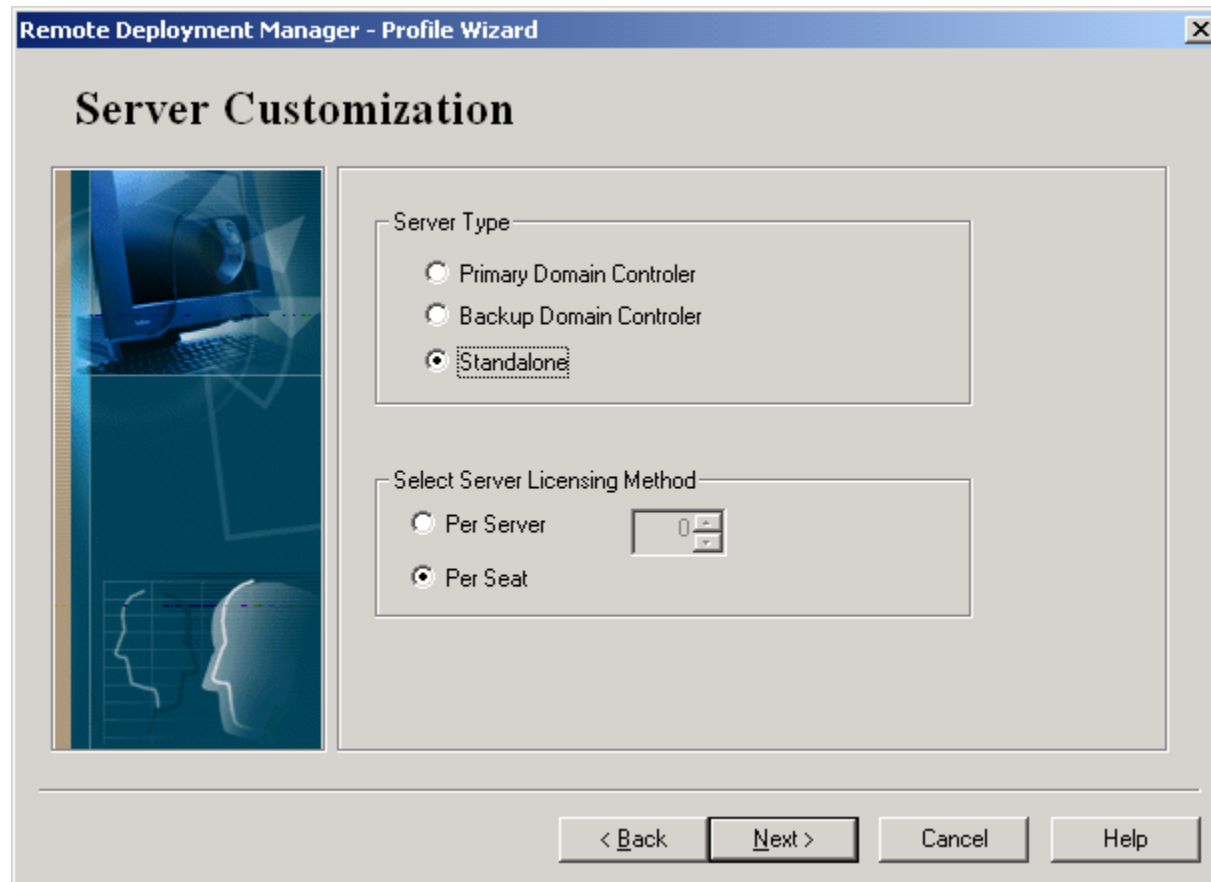 Remote Deployment Manager - Profile Wizard
Server Customization
Server Type
Primary Domain Controler
Backup Domain Controler
Standalone
Select Server Licensing Method
Per Server
0
Per Seat
< Back
Next >
Cancel
Help